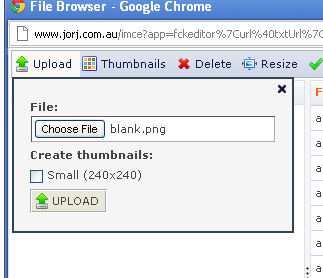 File Browser - Google Chrome
www.jorj.com.au/imce?app=fckeditor%7Curl%40txtUrl%7C
Upload Thumbnails Delete Resize
F
File:
a
Choose File blank.png
a
Create thumbnails:
a
Small (240x240)
a
UPLOAD
a
a
a